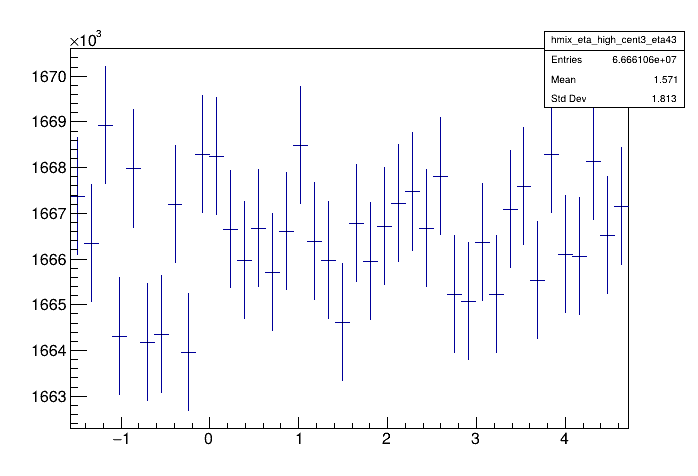 ×10³
hmix_eta_high_cent3_eta43
Entries 6.666106e+07
Mean 1.571
Std Dev 1.813
1670
1669
1668
1667
1666
1665
1664
1663
−1 0 1 2 3 4